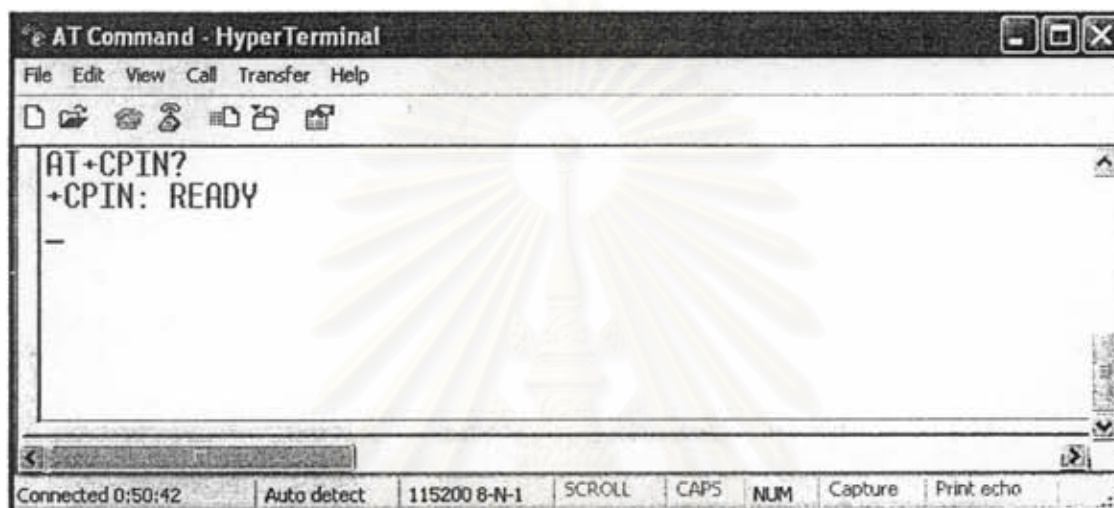 AT Command - HyperTerminal
File Edit View Call Transfer Help
AT+CPIN?
+CPIN: READY
Connected 0:50:42 Auto detect 115200 8-N-1 SCROLL CAPS NUM Capture Print echo